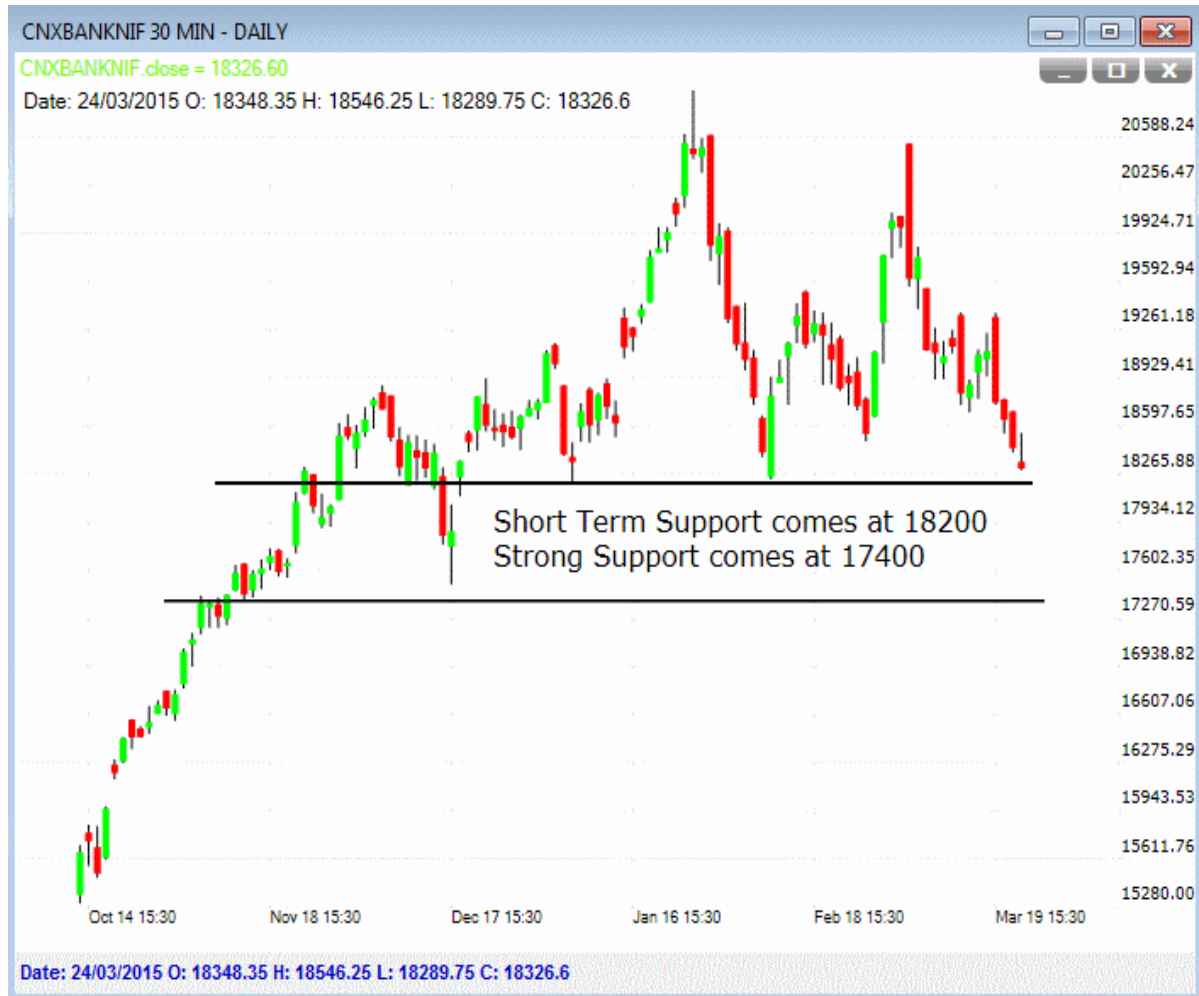 CNXBANKNIF 30 MIN - DAILY
CNXBANKNIF.close = 18326.60
Date: 24/03/2015 O: 18348.35 H: 18546.25 L: 18289.75 C: 18326.6
20588.24
20256.47
19924.71
19592.94
19261.18
18929.41
18597.65
18265.88
17934.12
17602.35
17270.59
16938.82
16607.06
16275.29
15943.53
15611.76
15280.00
Short Term Support comes at 18200
Strong Support comes at 17400
Oct 14 15:30 Nov 18 15:30 Dec 17 15:30 Jan 16 15:30 Feb 18 15:30 Mar 19 15:30
Date: 24/03/2015 O: 18348.35 H: 18546.25 L: 18289.75 C: 18326.6